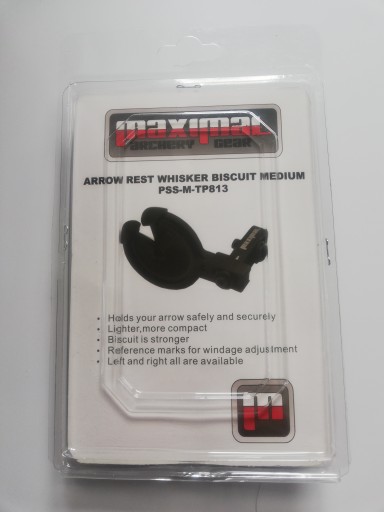 maximal
ARCHERY GEAR
ARROW REST WHISKER BISCUIT MEDIUM
PSS-M-TP813
maximal
• Holds your arrow safely and securely
• Lighter,more compact
• Biscuit is stronger
• Reference marks for windage adjustment
• Left and right all are available
m